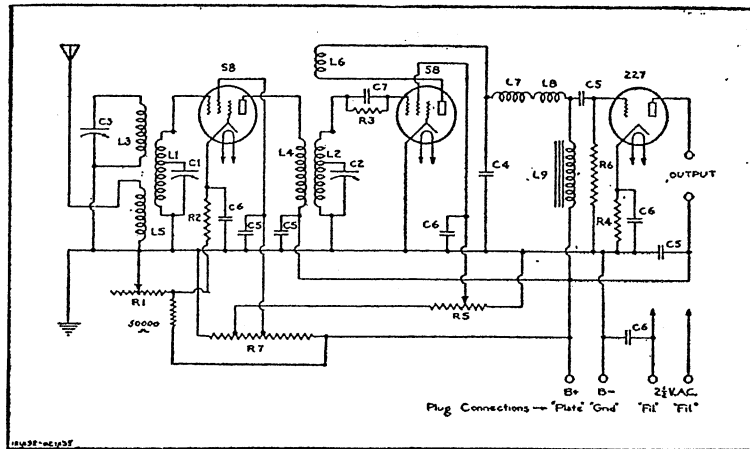 L6
58
58
227
C7
L7 L8 C5
C3
R3
L3
L1 C1
L4 L2 C2
C4
R6
L9
OUTPUT
R2 C6
R4 C6
L5
C5 C5
C6
C5
R1
R5
50000
Ω
R7
C6
B+ B- 2½ V.A.C.
Plug Connections — "Plate" "Gnd" "Fil" "Fil"